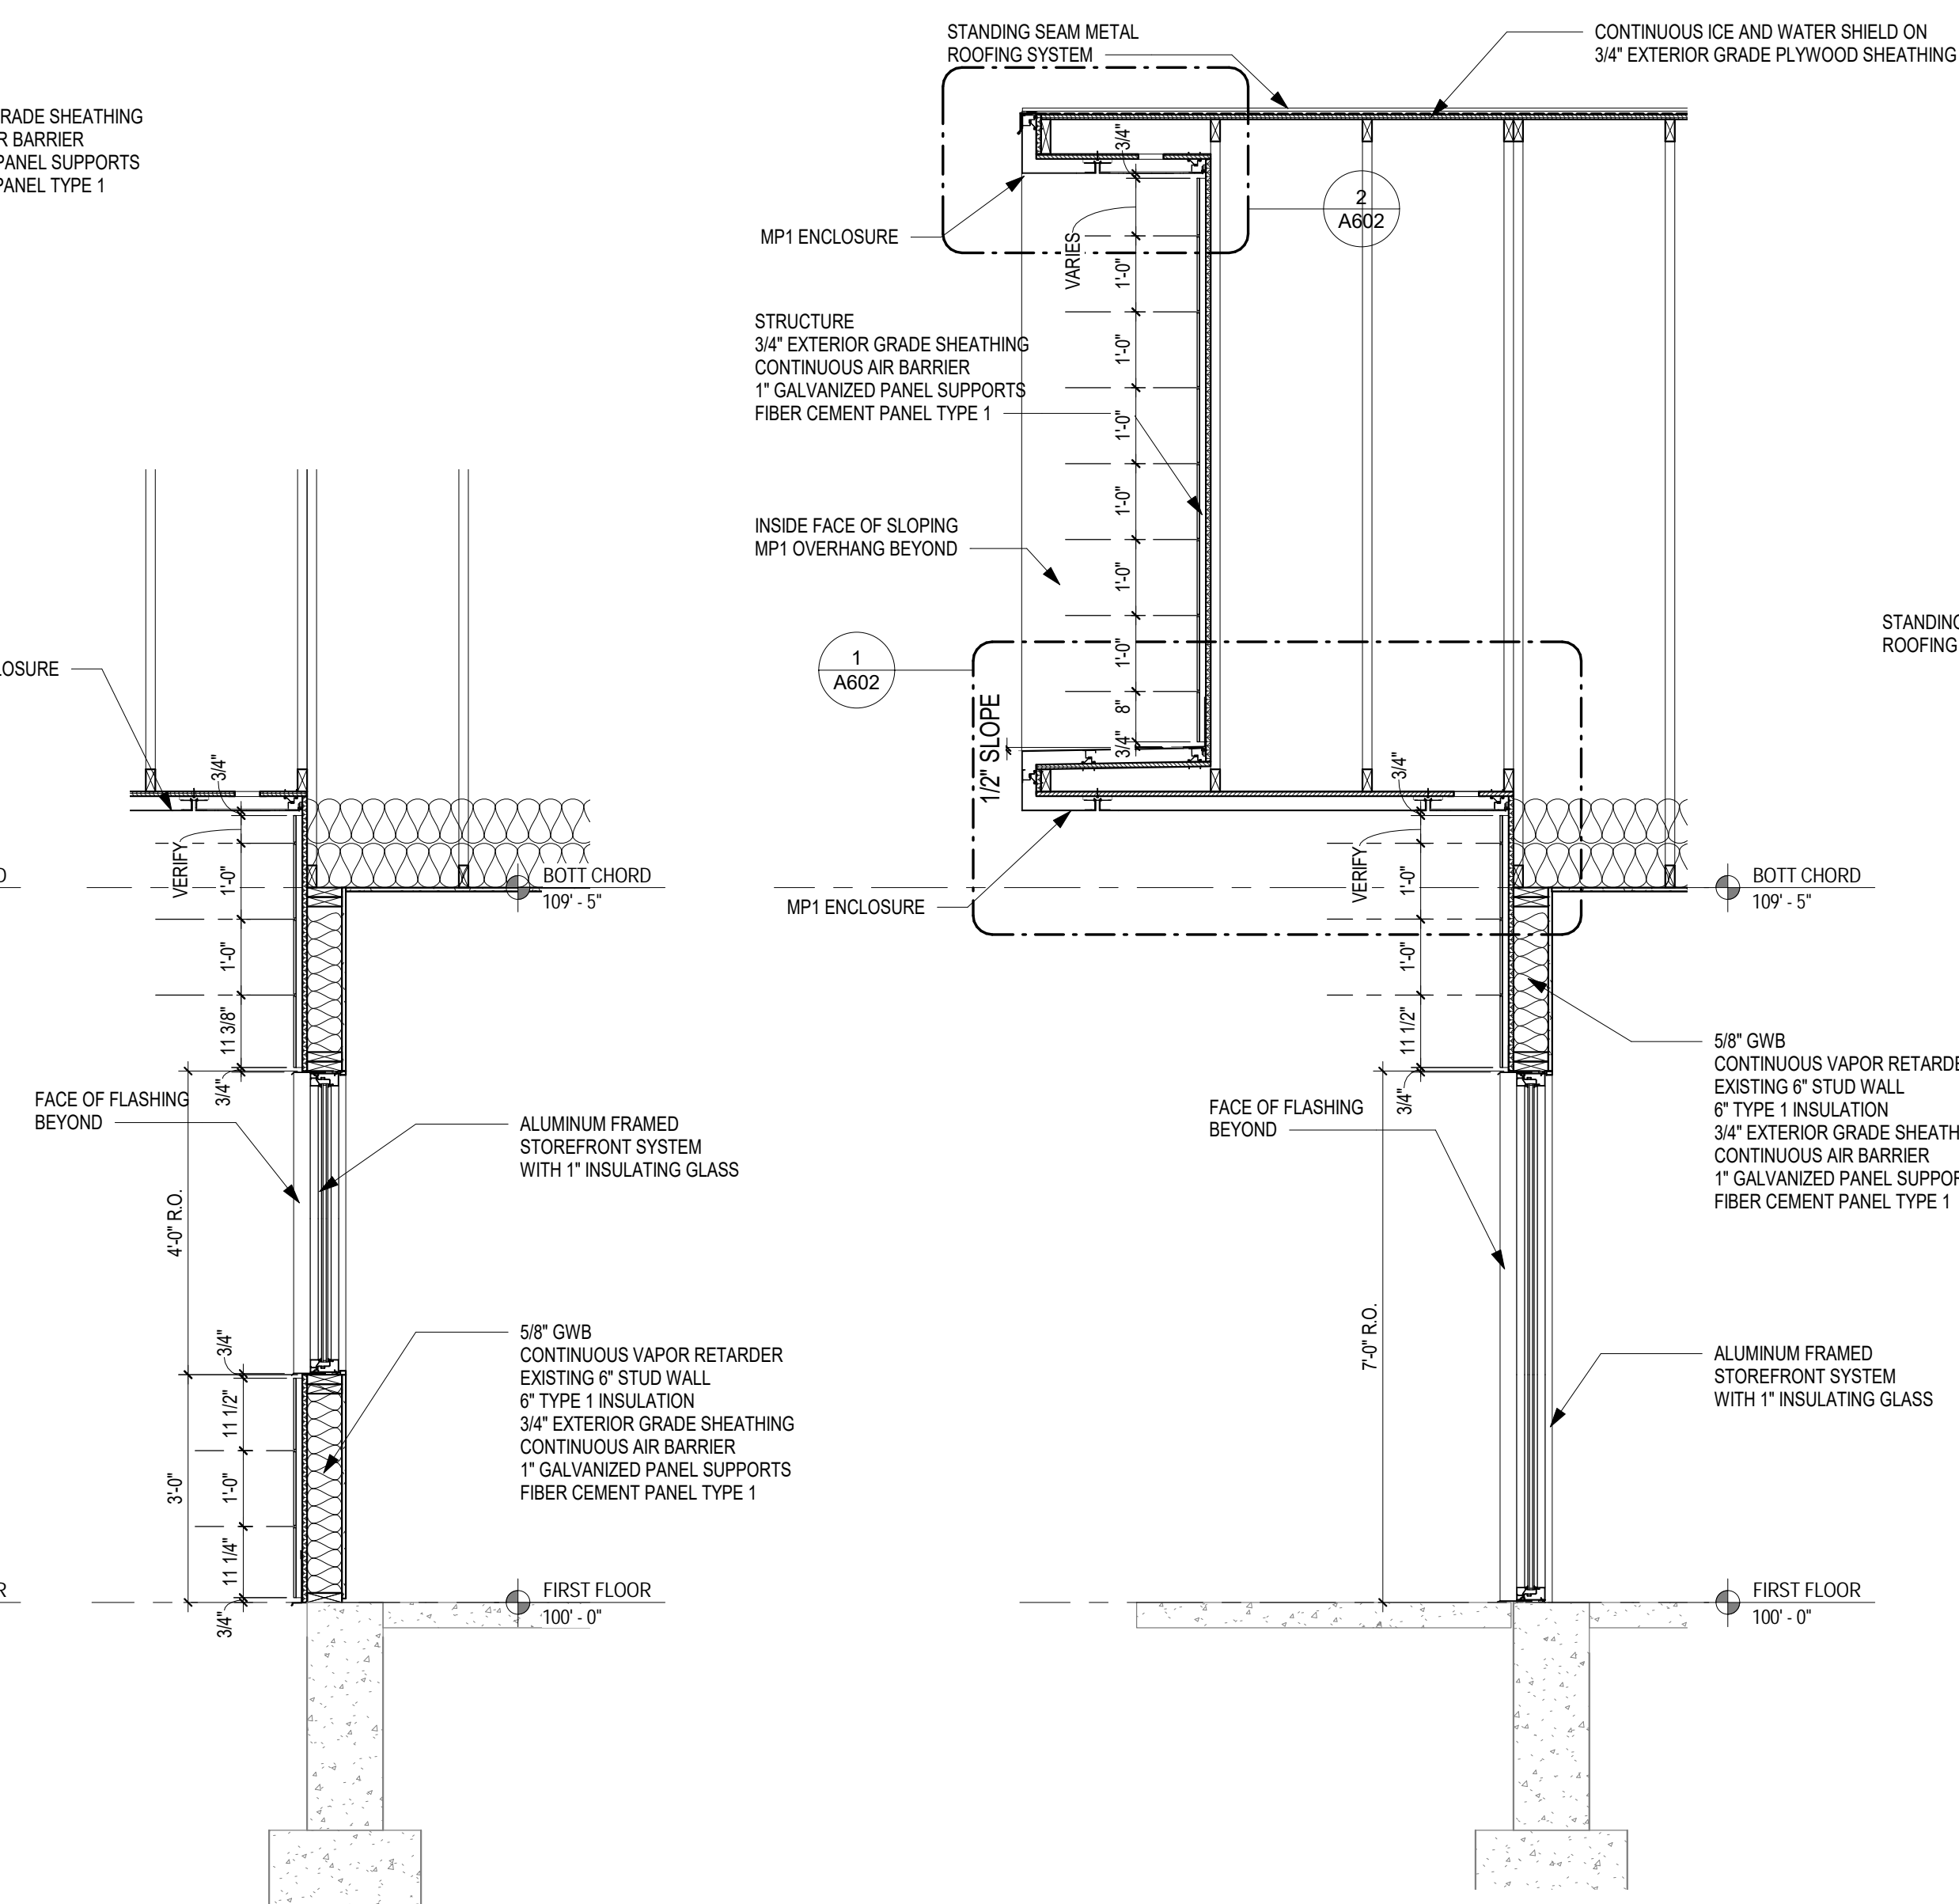 RADE SHEATHING
R BARRIER
PANEL SUPPORTS
PANEL TYPE 1
LOSURE
3/4"
VERIFY
1'-0"
1'-0"
11 3/8"
3/4"
BOTT CHORD
109' - 5"
FACE OF FLASHING
BEYOND
4'-0" R.O.
ALUMINUM FRAMED
STOREFRONT SYSTEM
WITH 1" INSULATING GLASS
3/4"
11 1/2"
1'-0"
11 1/4"
3/4"
3'-0"
5/8" GWB
CONTINUOUS VAPOR RETARDER
EXISTING 6" STUD WALL
6" TYPE 1 INSULATION
3/4" EXTERIOR GRADE SHEATHING
CONTINUOUS AIR BARRIER
1" GALVANIZED PANEL SUPPORTS
FIBER CEMENT PANEL TYPE 1
FIRST FLOOR
100' - 0"
D
R
STANDING SEAM METAL
ROOFING SYSTEM
CONTINUOUS ICE AND WATER SHIELD ON
3/4" EXTERIOR GRADE PLYWOOD SHEATHING
3/4"
2
A602
MP1 ENCLOSURE
VARIES
1'-0"
1'-0"
1'-0"
1'-0"
1'-0"
1'-0"
8"
3/4"
STRUCTURE
3/4" EXTERIOR GRADE SHEATHING
CONTINUOUS AIR BARRIER
1" GALVANIZED PANEL SUPPORTS
FIBER CEMENT PANEL TYPE 1
INSIDE FACE OF SLOPING
MP1 OVERHANG BEYOND
1
A602
1/2" SLOPE
MP1 ENCLOSURE
3/4"
VERIFY
1'-0"
1'-0"
11 1/2"
3/4"
BOTT CHORD
109' - 5"
STANDING
ROOFING
5/8" GWB
CONTINUOUS VAPOR RETARDE
EXISTING 6" STUD WALL
6" TYPE 1 INSULATION
3/4" EXTERIOR GRADE SHEATH
CONTINUOUS AIR BARRIER
1" GALVANIZED PANEL SUPPOR
FIBER CEMENT PANEL TYPE 1
FACE OF FLASHING
BEYOND
7'-0" R.O.
ALUMINUM FRAMED
STOREFRONT SYSTEM
WITH 1" INSULATING GLASS
FIRST FLOOR
100' - 0"